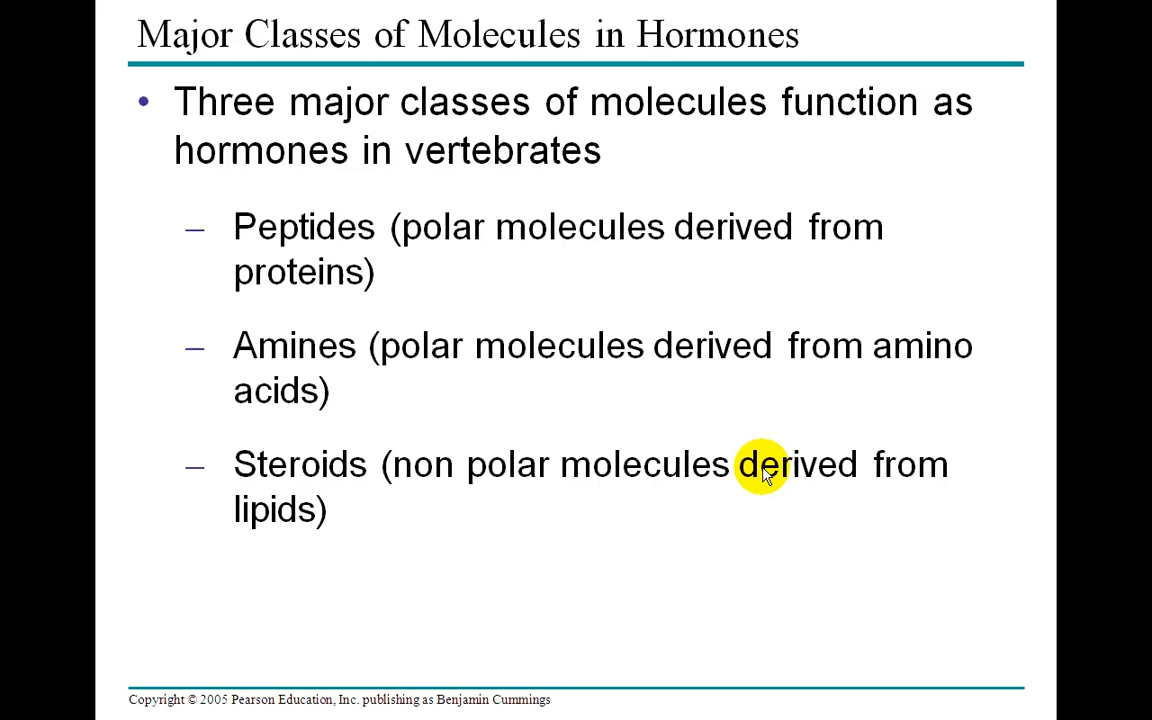 Major Classes of Molecules in Hormones
• Three major classes of molecules function as
hormones in vertebrates
– Peptides (polar molecules derived from
proteins)
– Amines (polar molecules derived from amino
acids)
– Steroids (non polar molecules derived from
lipids)
Copyright © 2005 Pearson Education, Inc. publishing as Benjamin Cummings